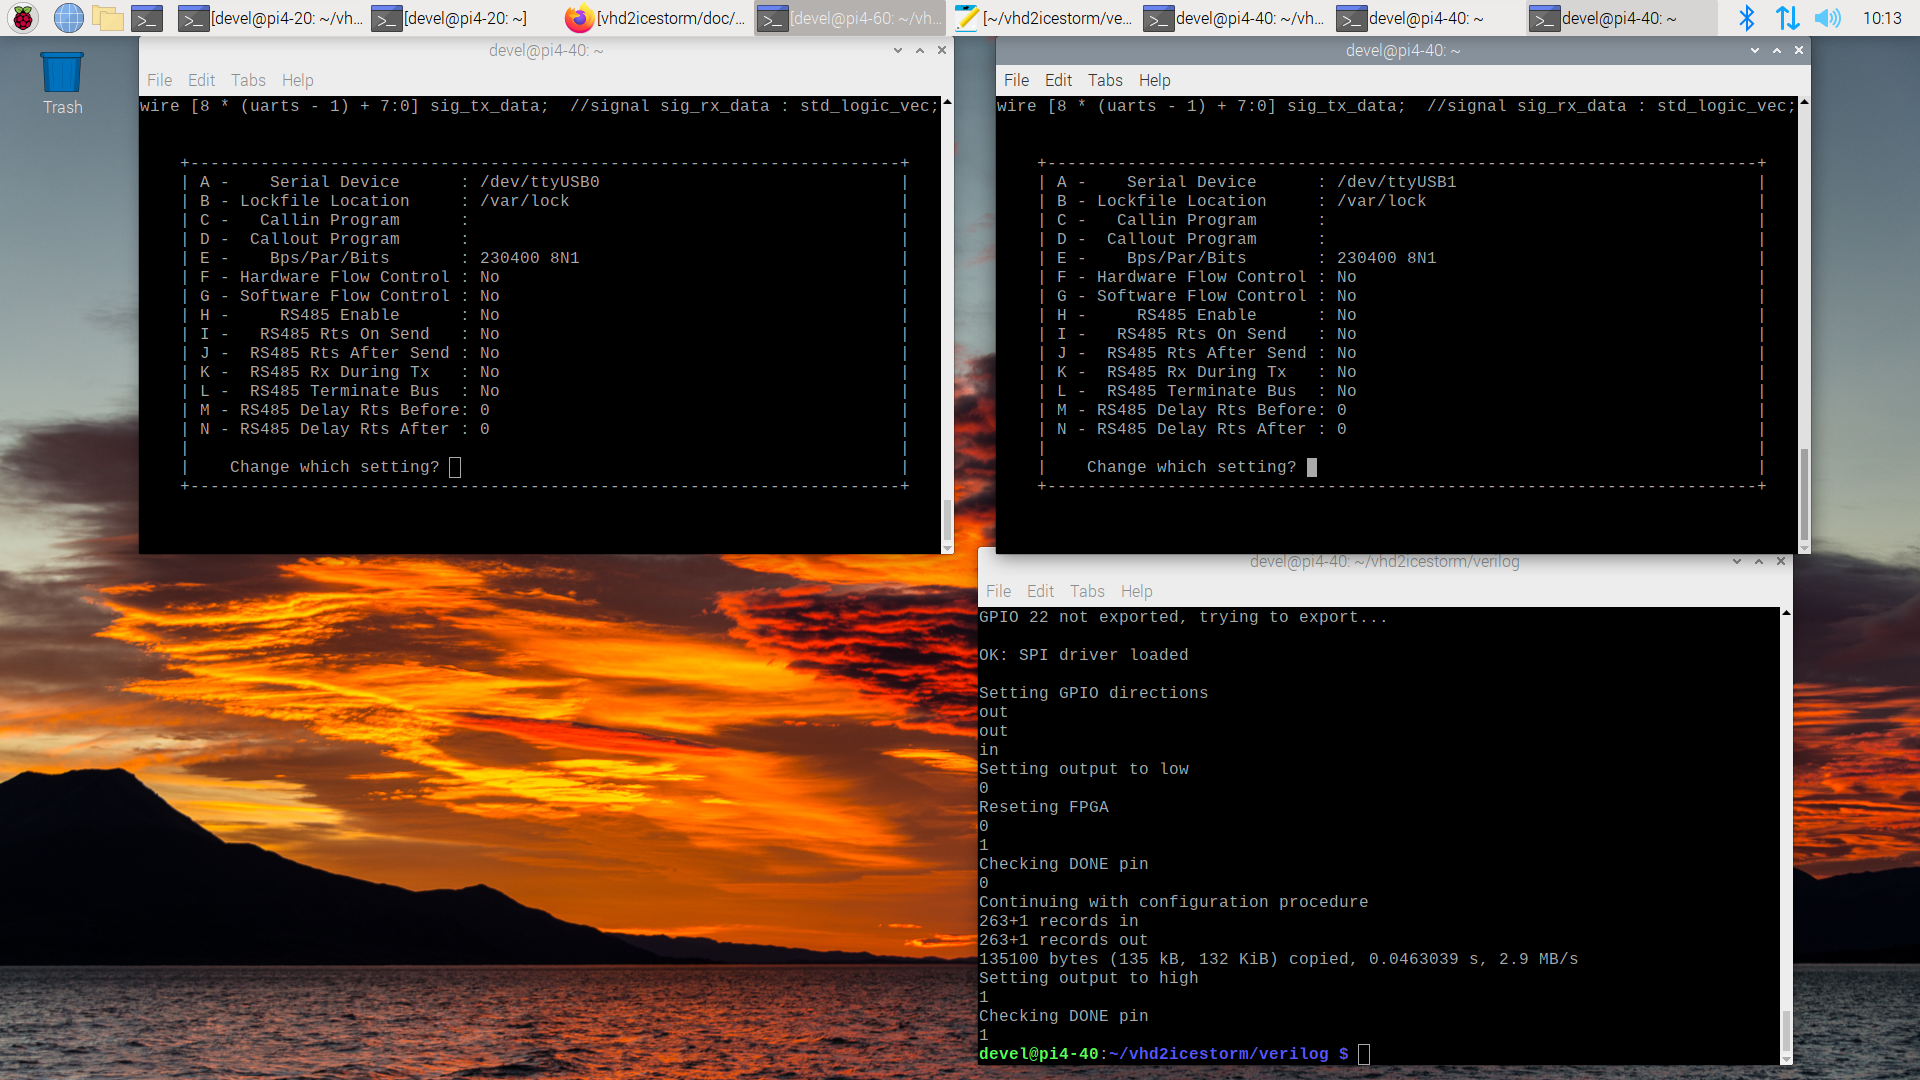 [devel@pi4-20: ~/vh...
[devel@pi4-20: ~]
[vhd2icestorm/doc/...
[devel@pi4-60: ~/vh...
[~/vhd2icestorm/ve...
devel@pi4-40: ~/vh...
devel@pi4-40: ~
devel@pi4-40: ~
10:13
Trash
devel@pi4-40: ~
File Edit Tabs Help
wire [8 * (uarts - 1) + 7:0] sig_tx_data;  //signal sig_rx_data : std_logic_vec;
+-----------------------------------------------------------------------+
| A -    Serial Device      : /dev/ttyUSB0                              |
| B - Lockfile Location     : /var/lock                                 |
| C -   Callin Program      :                                           |
| D -  Callout Program      :                                           |
| E -    Bps/Par/Bits       : 230400 8N1                                |
| F - Hardware Flow Control : No                                        |
| G - Software Flow Control : No                                        |
| H -     RS485 Enable      : No                                        |
| I -   RS485 Rts On Send   : No                                        |
| J -  RS485 Rts After Send : No                                        |
| K -  RS485 Rx During Tx   : No                                        |
| L -  RS485 Terminate Bus  : No                                        |
| M - RS485 Delay Rts Before: 0                                         |
| N - RS485 Delay Rts After : 0                                         |
|                                                                       |
|    Change which setting?                                              |
+-----------------------------------------------------------------------+
devel@pi4-40: ~
File Edit Tabs Help
wire [8 * (uarts - 1) + 7:0] sig_tx_data;  //signal sig_rx_data : std_logic_vec;
+-----------------------------------------------------------------------+
| A -    Serial Device      : /dev/ttyUSB1                              |
| B - Lockfile Location     : /var/lock                                 |
| C -   Callin Program      :                                           |
| D -  Callout Program      :                                           |
| E -    Bps/Par/Bits       : 230400 8N1                                |
| F - Hardware Flow Control : No                                        |
| G - Software Flow Control : No                                        |
| H -     RS485 Enable      : No                                        |
| I -   RS485 Rts On Send   : No                                        |
| J -  RS485 Rts After Send : No                                        |
| K -  RS485 Rx During Tx   : No                                        |
| L -  RS485 Terminate Bus  : No                                        |
| M - RS485 Delay Rts Before: 0                                         |
| N - RS485 Delay Rts After : 0                                         |
|                                                                       |
|    Change which setting?                                              |
+-----------------------------------------------------------------------+
devel@pi4-40: ~/vhd2icestorm/verilog
File Edit Tabs Help
GPIO 22 not exported, trying to export...
OK: SPI driver loaded
Setting GPIO directions
out
out
in
Setting output to low
0
Reseting FPGA
0
1
Checking DONE pin
0
Continuing with configuration procedure
263+1 records in
263+1 records out
135100 bytes (135 kB, 132 KiB) copied, 0.0463039 s, 2.9 MB/s
Setting output to high
1
Checking DONE pin
1
devel@pi4-40:~/vhd2icestorm/verilog $